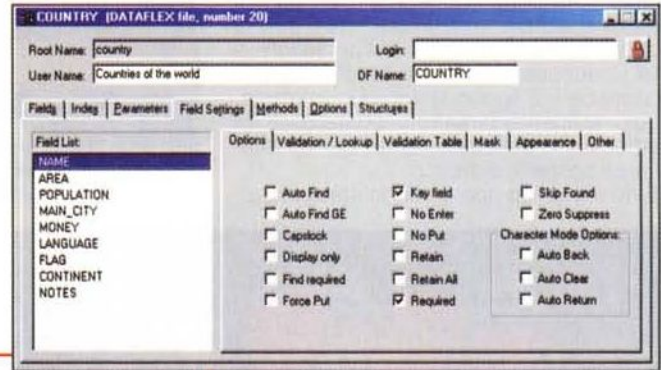 COUNTRY (DATAFLEX file, number 20)
Root Name: country Login:
User Name: Countries of the world DF Name: COUNTRY
Fields Index Parameters Field Settings Methods Options Structures
Field List:
NAME
AREA
POPULATION
MAIN_CITY
MONEY
LANGUAGE
FLAG
CONTINENT
NOTES
Options Validation / Lookup Validation Table Mask Appearance Other
Auto Find Key field Skip Found
Auto Find GE No Enter Zero Suppress
Capslock No Put Character Mode Options:
Display only Retain Auto Back
Find required Retain All Auto Clear
Force Put Required Auto Return